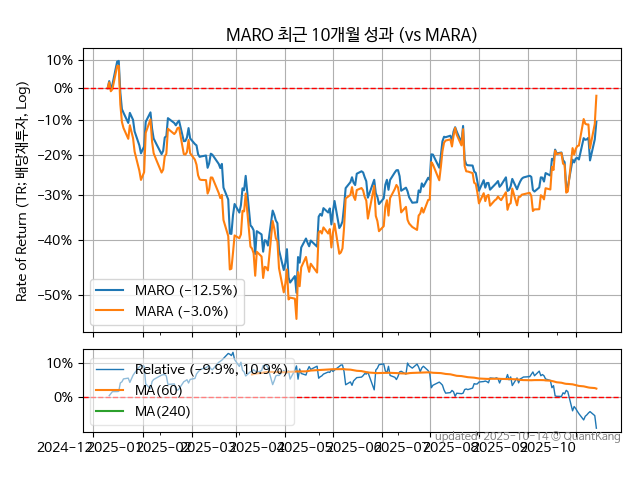 MARO 최근 10개월 성과 (vs MARA)
Rate of Return (TR: 배당재투자, Log)
10%
0%
−10%
−20%
−30%
−40%
−50%
MARO (−12.5%)
MARA (−3.0%)
10%
0%
Relative (−9.9%, 10.9%)
MA(60)
MA(240)
updated: 2025-10-14 © QuantKang
2024-12 2025-01 2025-02 2025-03 2025-04 2025-05 2025-06 2025-07 2025-08 2025-09 2025-10